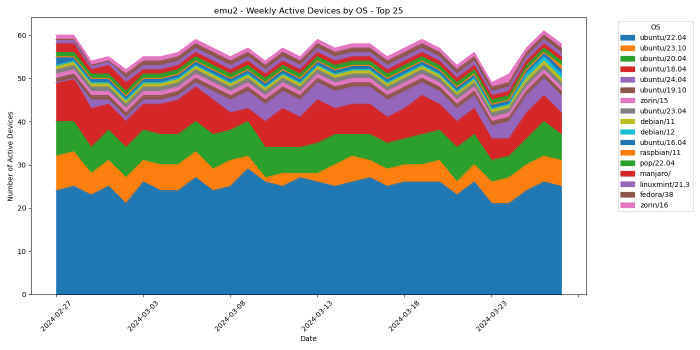 emu2 - Weekly Active Devices by OS - Top 25
60
50
40
30
20
10
0
Number of Active Devices
2024-02-27
2024-03-03
2024-03-08
2024-03-13
2024-03-18
2024-03-23
Date
OS
ubuntu/22.04
ubuntu/23.10
ubuntu/20.04
ubuntu/18.04
ubuntu/24.04
ubuntu/19.10
zorin/15
ubuntu/23.04
debian/11
debian/12
ubuntu/16.04
raspbian/11
pop/22.04
manjaro/
linuxmint/21.3
fedora/38
zorin/16